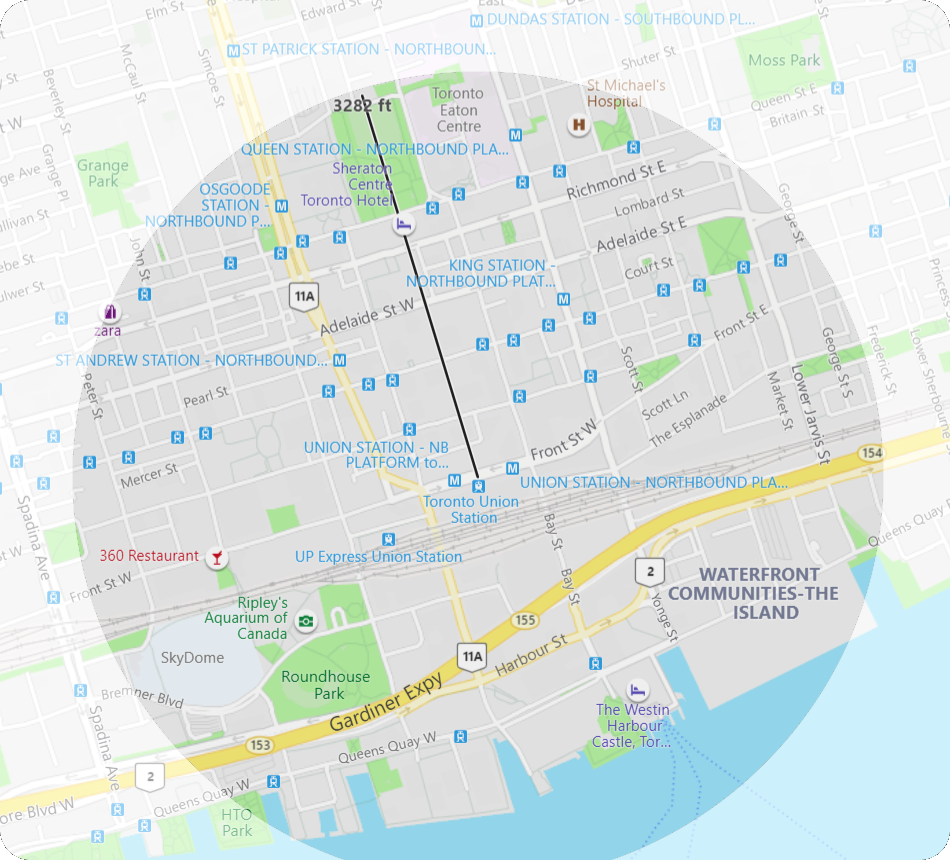 Elm St
Edward St
East
DUNDAS STATION - SOUTHBOUND PL...
ST PATRICK STATION - NORTHBOUN...
McCaul St
Simcoe St
Shuter St
Moss Park
Beverley St
3282 ft
Toronto
Eaton
Centre
St Michael's
Hospital
H
Queen St E
Britain St
QUEEN STATION - NORTHBOUND PLA...
Grange
Park
Grange Pl
Sheraton
Centre
Toronto Hotel
OSGOODE
STATION -
NORTHBOUND P...
Richmond St E
Lombard St
George St
Adelaide St E
John St
KING STATION -
NORTHBOUND PLAT...
Court St
11A
zara
Adelaide St W
Front St E
ST ANDREW STATION - NORTHBOUND...
Scott St
George St S
Frederick St
Lower Sherbourne
Princess
Peter St
Pearl St
Scott Ln
The Esplanade
Market St
Lower Jarvis St
UNION STATION - NB
PLATFORM to...
Front St W
154
Mercer St
Toronto Union
Station
UNION STATION - NORTHBOUND PLA...
Spadina Ave
Bay St
Queens Quay E
360 Restaurant
UP Express Union Station
Front St W
2
WATERFRONT
COMMUNITIES-THE
ISLAND
Bay St
Yonge St
Ripley's
Aquarium of
Canada
155
SkyDome
11A
Harbour St
Roundhouse
Park
Bremner Blvd
Gardiner Expy
The Westin
Harbour
Castle, Tor...
Spadina Ave
153
Queens Quay W
2
Queens Quay W
ore Blvd W
HTO
Park